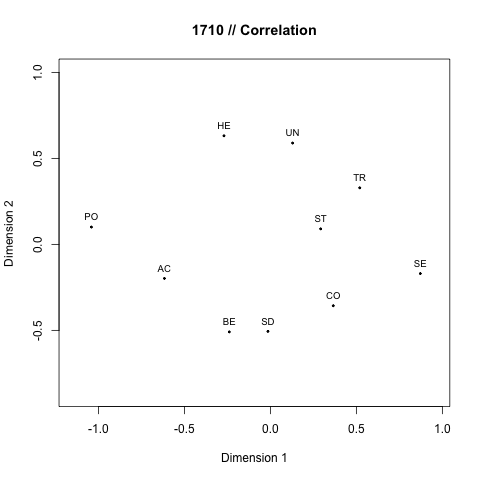 1710 // Correlation
1.0
HE
UN
0.5
TR
PO
ST
0.0
Dimension 2
SE
AC
CO
BE
SD
-0.5
-1.0
-0.5
0.0
0.5
1.0
Dimension 1